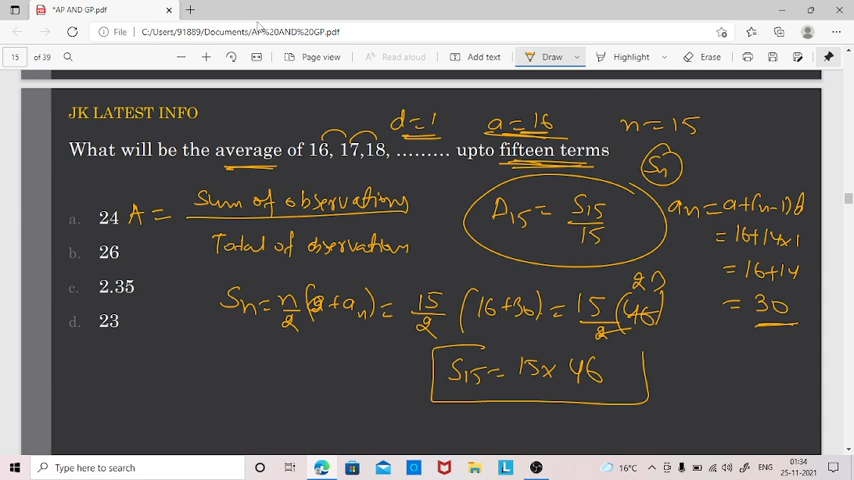 *AP AND GP.pdf
File C:/Users/91889/Documents/AP%20AND%20GP.pdf
15 of 39 Page view Read aloud Add text Draw Highlight Erase
JK LATEST INFO
d=1 a=16 n=15
What will be the average of 16, 17,18, ......... upto fifteen terms
Sn
A = Sum of observations
Total of observation
A15 = S15
15
an = a+(n-1)d
= 16+14x1
= 16+14
= 30
a. 24
b. 26
c. 2.35
d. 23
Sn = n/2 (a + an) = 15/2 (16+30) = 15/2 (46) 23
S15 = 15 x 46
Type here to search
16°C ENG 01:34
25-11-2021